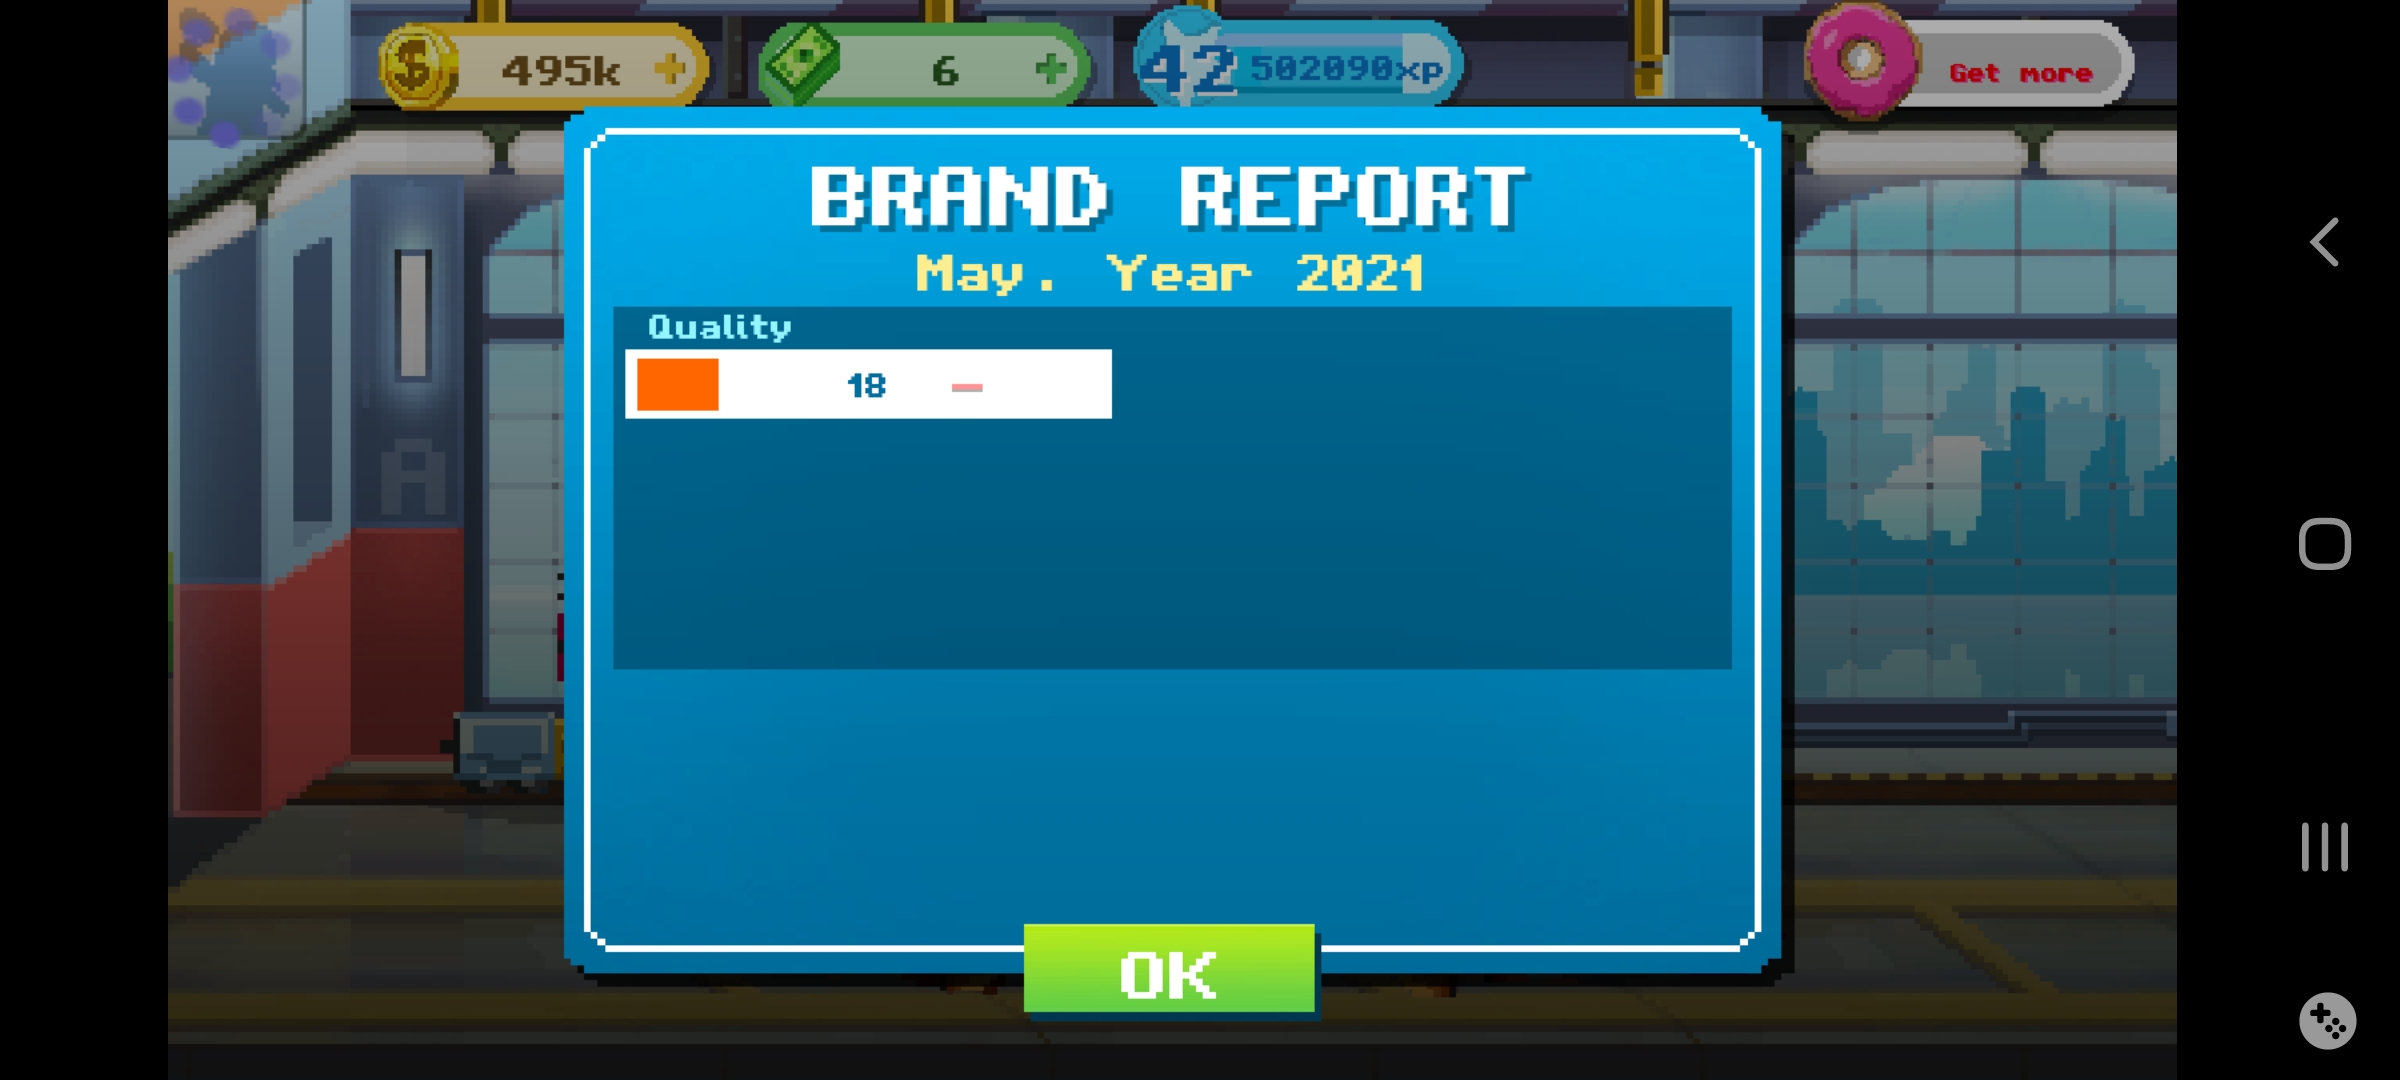 495k
6
42 502090xp
Get more
BRAND REPORT
May. Year 2021
Quality
18 –
A
OK